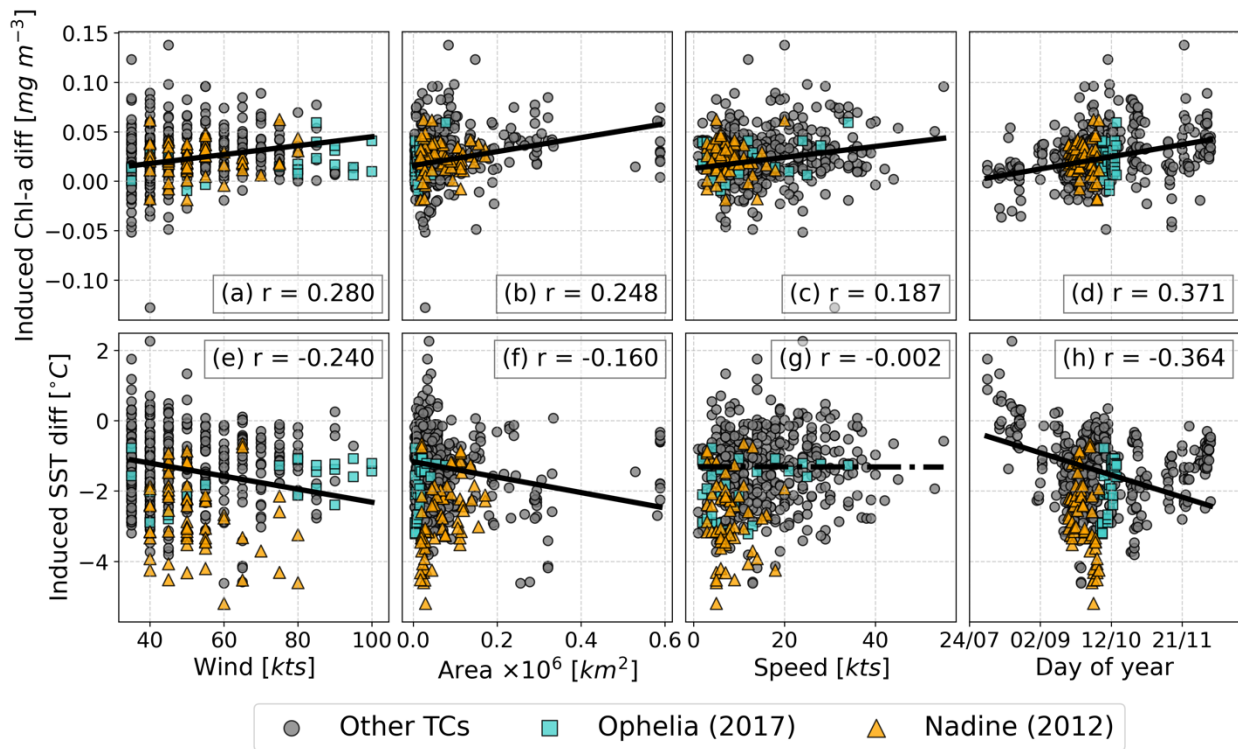 Induced Chl-a diff [mg m⁻³]
0.15
0.10
0.05
0.00
−0.05
−0.10
(a) r = 0.280
(b) r = 0.248
(c) r = 0.187
(d) r = 0.371
Induced SST diff [°C]
2
0
−2
−4
(e) r = -0.240
(f) r = -0.160
(g) r = -0.002
(h) r = -0.364
40 60 80 100
0.0 0.2 0.4 0.6
0 20 40
24/07 02/09 12/10 21/11
Wind [kts]
Area ×10⁶ [km²]
Speed [kts]
Day of year
Other TCs
Ophelia (2017)
Nadine (2012)